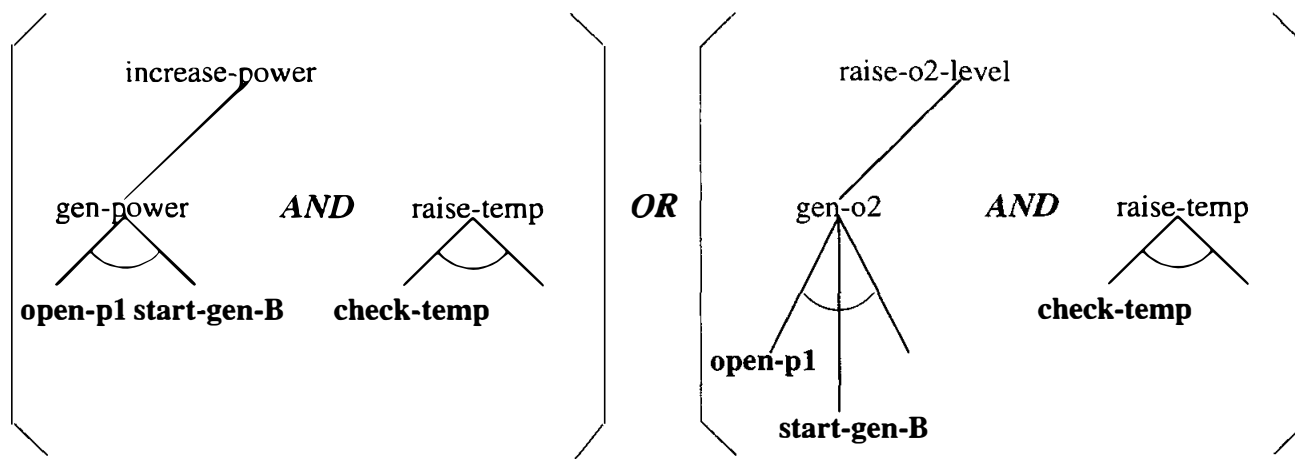 increase-power raise-o2-level
gen-power AND raise-temp OR gen-o2 AND raise-temp
open-p1 start-gen-B check-temp check-temp
open-p1
start-gen-B